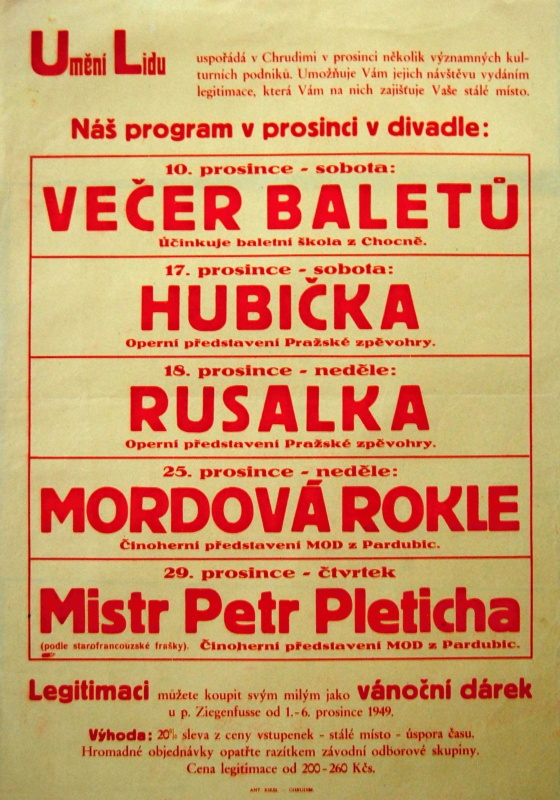 Umění Lidu
uspořádá v Chrudimi v prosinci několik významných kul-
turních podniků. Umožňuje Vám jejich návštěvu vydáním
legitimace, která Vám na nich zajišťuje Vaše stálé místo.
Náš program v prosinci v divadle:
10. prosince - sobota:
VEČER BALETŮ
Účinkuje baletní škola z Chocně.
17. prosince - sobota:
HUBIČKA
Operní představení Pražské zpěvohry.
18. prosince - neděle:
RUSALKA
Operní představení Pražské zpěvohry.
25. prosince - neděle:
MORDOVÁ ROKLE
Činoherní představení MOD z Pardubic.
29. prosince - čtvrtek
Mistr Petr Pleticha
(podle starofrancouzské frašky). Činoherní představení MOD z Pardubic.
Legitimaci můžete koupit svým milým jako vánoční dárek
u p. Ziegenfusse od 1.-6. prosince 1949.
Výhoda: 20% sleva z ceny vstupenek - stálé místo - úspora času.
Hromadné objednávky opatřte razítkem závodní odborové skupiny.
Cena legitimace od 200-260 Kčs.
ANT. - CHRUDIM.